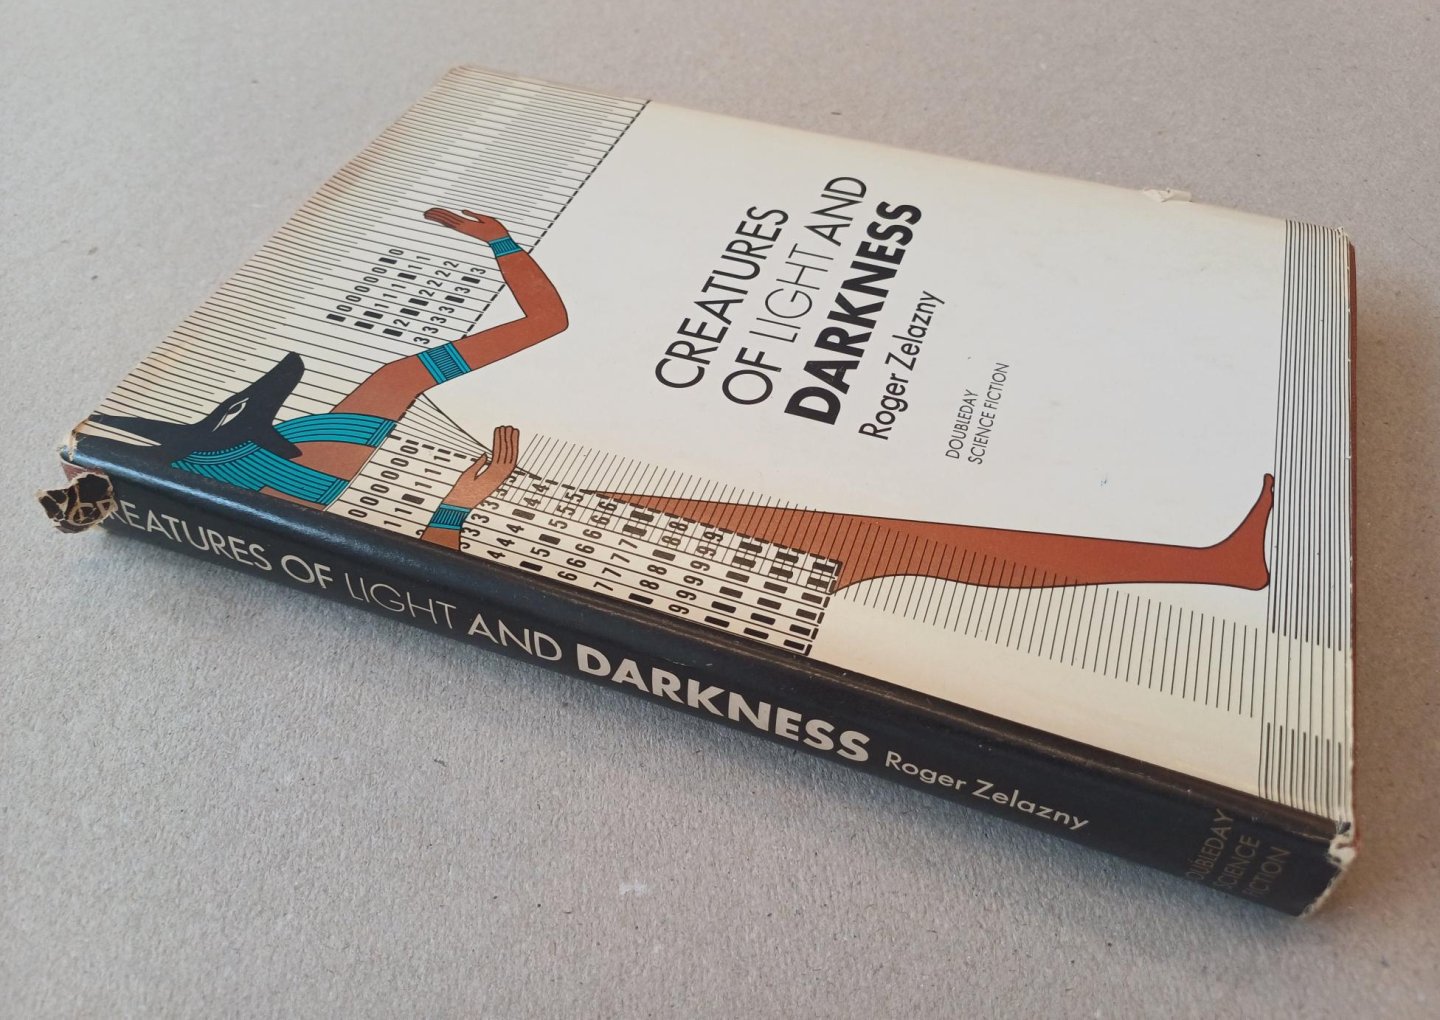 CREATURES
OF LIGHT AND
DARKNESS
Roger Zelazny
DOUBLEDAY
SCIENCE FICTION
CREATURES OF LIGHT AND DARKNESS Roger Zelazny
DOUBLEDAY
SCIENCE
FICTION